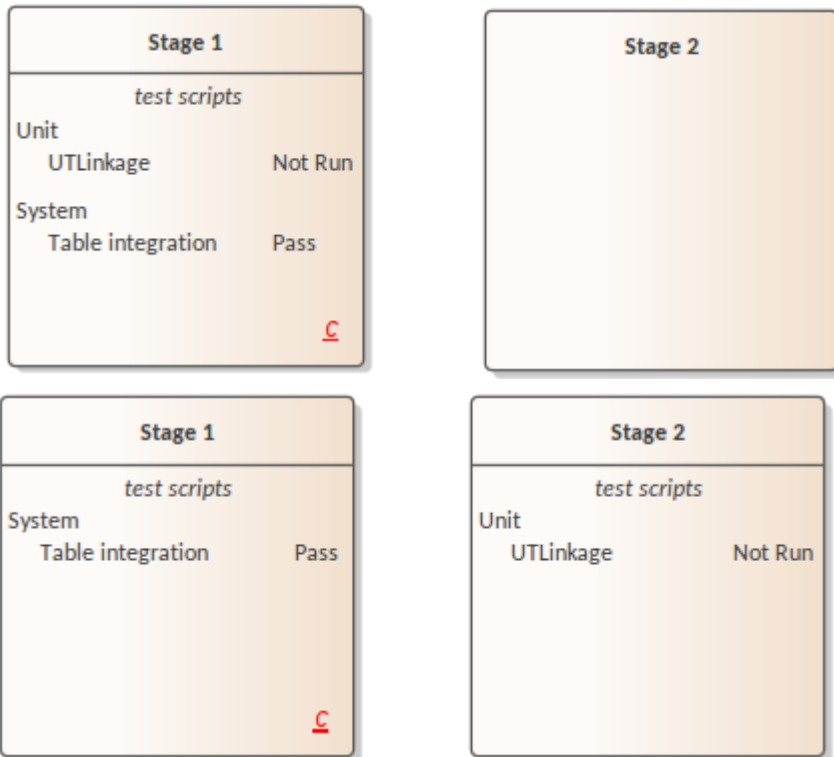 Stage 1
test scripts
Unit
UTLinkage Not Run
System
Table integration Pass
C
Stage 2
Stage 1
test scripts
System
Table integration Pass
C
Stage 2
test scripts
Unit
UTLinkage Not Run